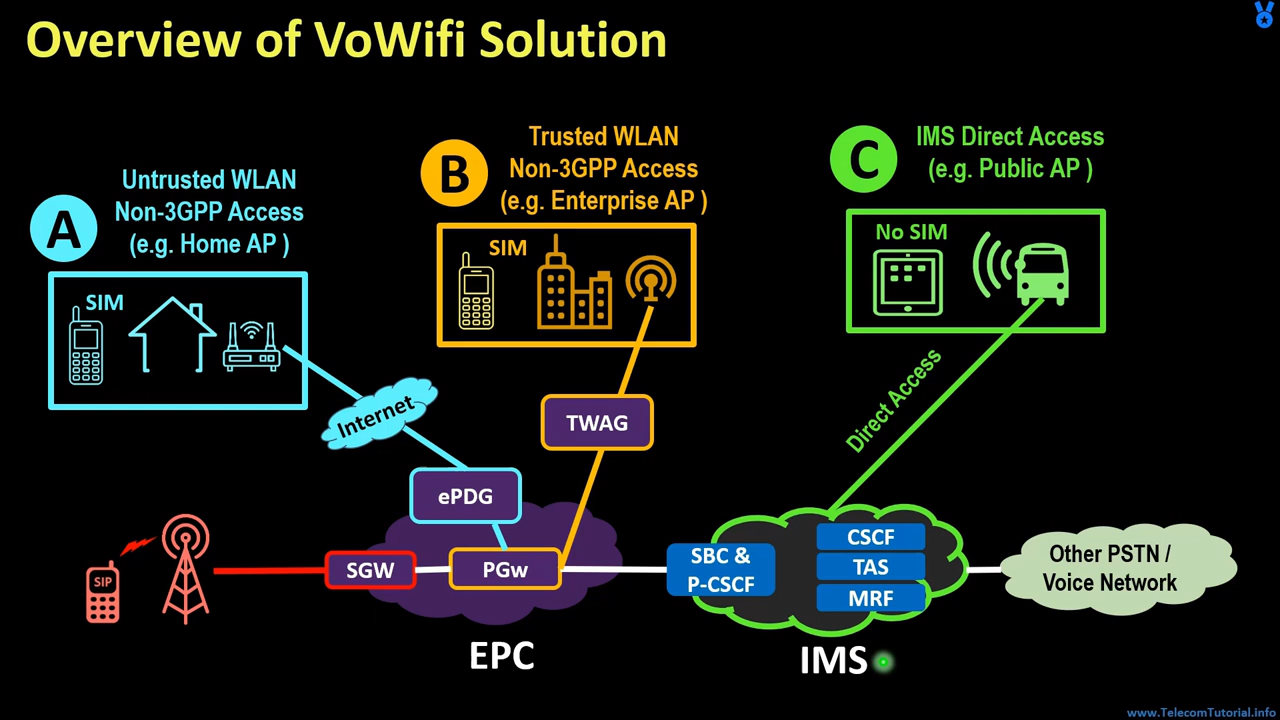 Overview of VoWifi Solution
A
Untrusted WLAN
Non-3GPP Access
(e.g. Home AP )
SIM
B
Trusted WLAN
Non-3GPP Access
(e.g. Enterprise AP )
SIM
C
IMS Direct Access
(e.g. Public AP )
No SIM
Internet
TWAG
Direct Access
ePDG
SIP
SGW
PGw
EPC
SBC &
P-CSCF
CSCF
TAS
MRF
IMS
Other PSTN /
Voice Network
www.TelecomTutorial.info